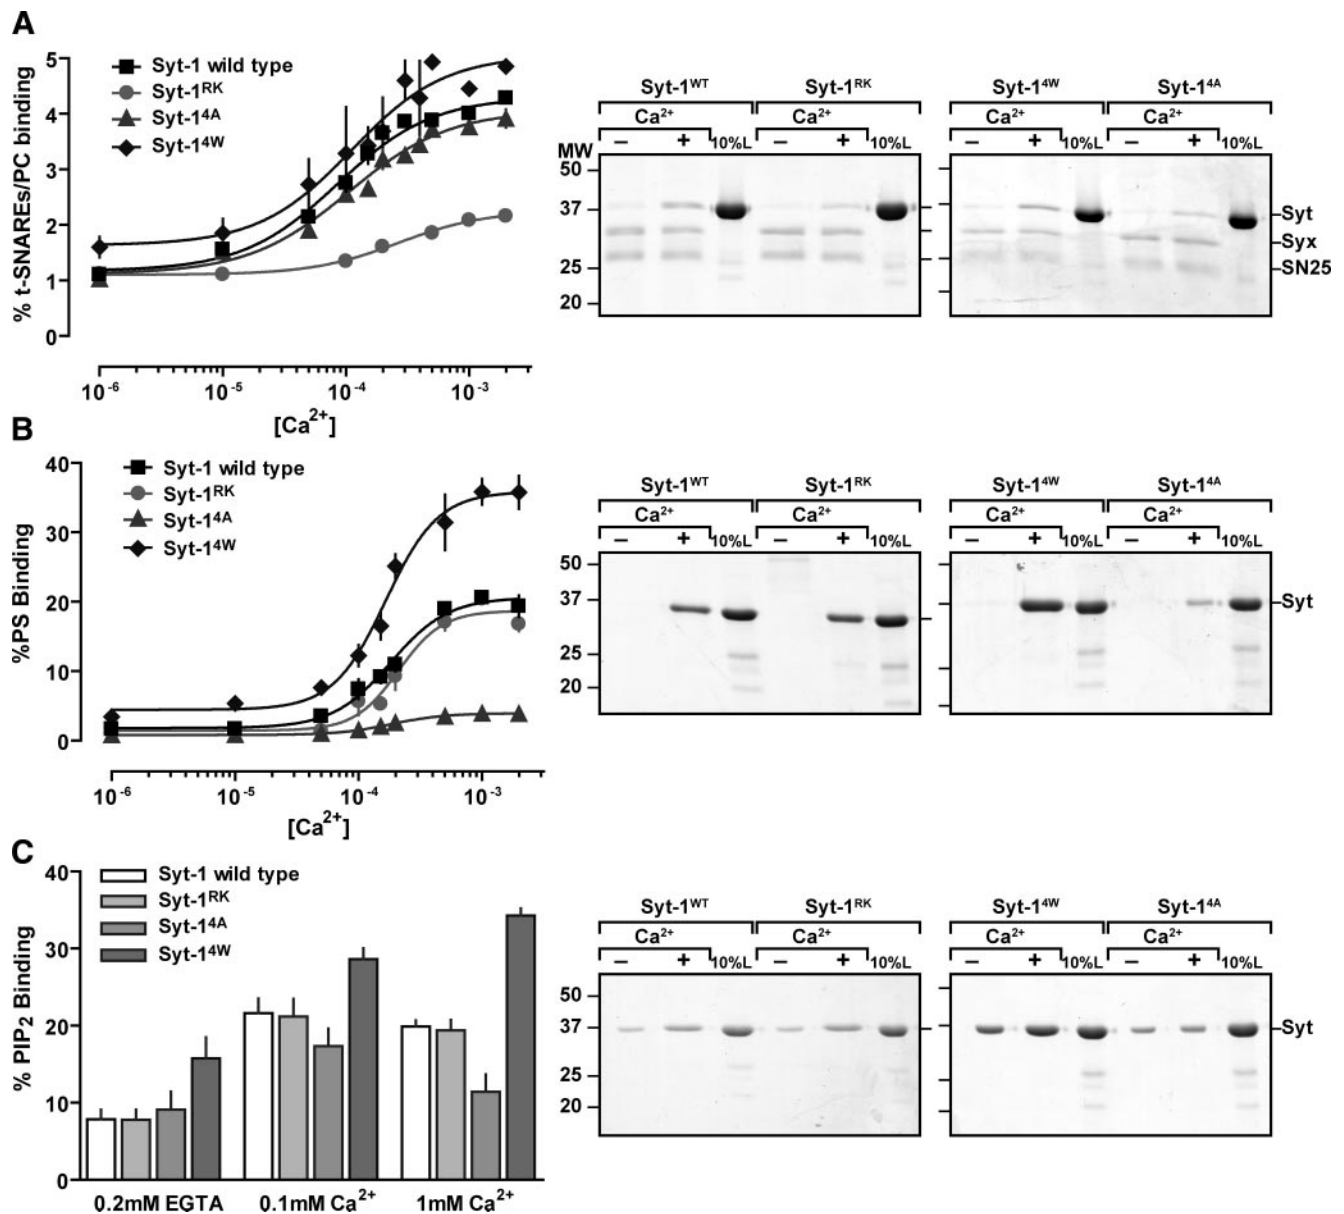 A
% t-SNAREs/PC binding
5
4
3
2
1
0
Syt-1 wild type
Syt-1RK
Syt-14A
Syt-14W
10-6 10-5 10-4 10-3
[Ca2+]
Syt-1WT Syt-1RK Syt-14W Syt-14A
Ca2+ Ca2+ Ca2+ Ca2+
− + 10%L − + 10%L − + 10%L − + 10%L
MW
50
37
25
20
Syt
Syx
SN25
B
%PS Binding
40
30
20
10
0
Syt-1 wild type
Syt-1RK
Syt-14A
Syt-14W
10-6 10-5 10-4 10-3
[Ca2+]
Syt-1WT Syt-1RK Syt-14W Syt-14A
Ca2+ Ca2+ Ca2+ Ca2+
− + 10%L − + 10%L − + 10%L − + 10%L
50
37
25
20
Syt
C
% PIP2 Binding
40
30
20
10
0
Syt-1 wild type
Syt-1RK
Syt-14A
Syt-14W
0.2mM EGTA 0.1mM Ca2+ 1mM Ca2+
Syt-1WT Syt-1RK Syt-14W Syt-14A
Ca2+ Ca2+ Ca2+ Ca2+
− + 10%L − + 10%L − + 10%L − + 10%L
50
37
25
20
Syt